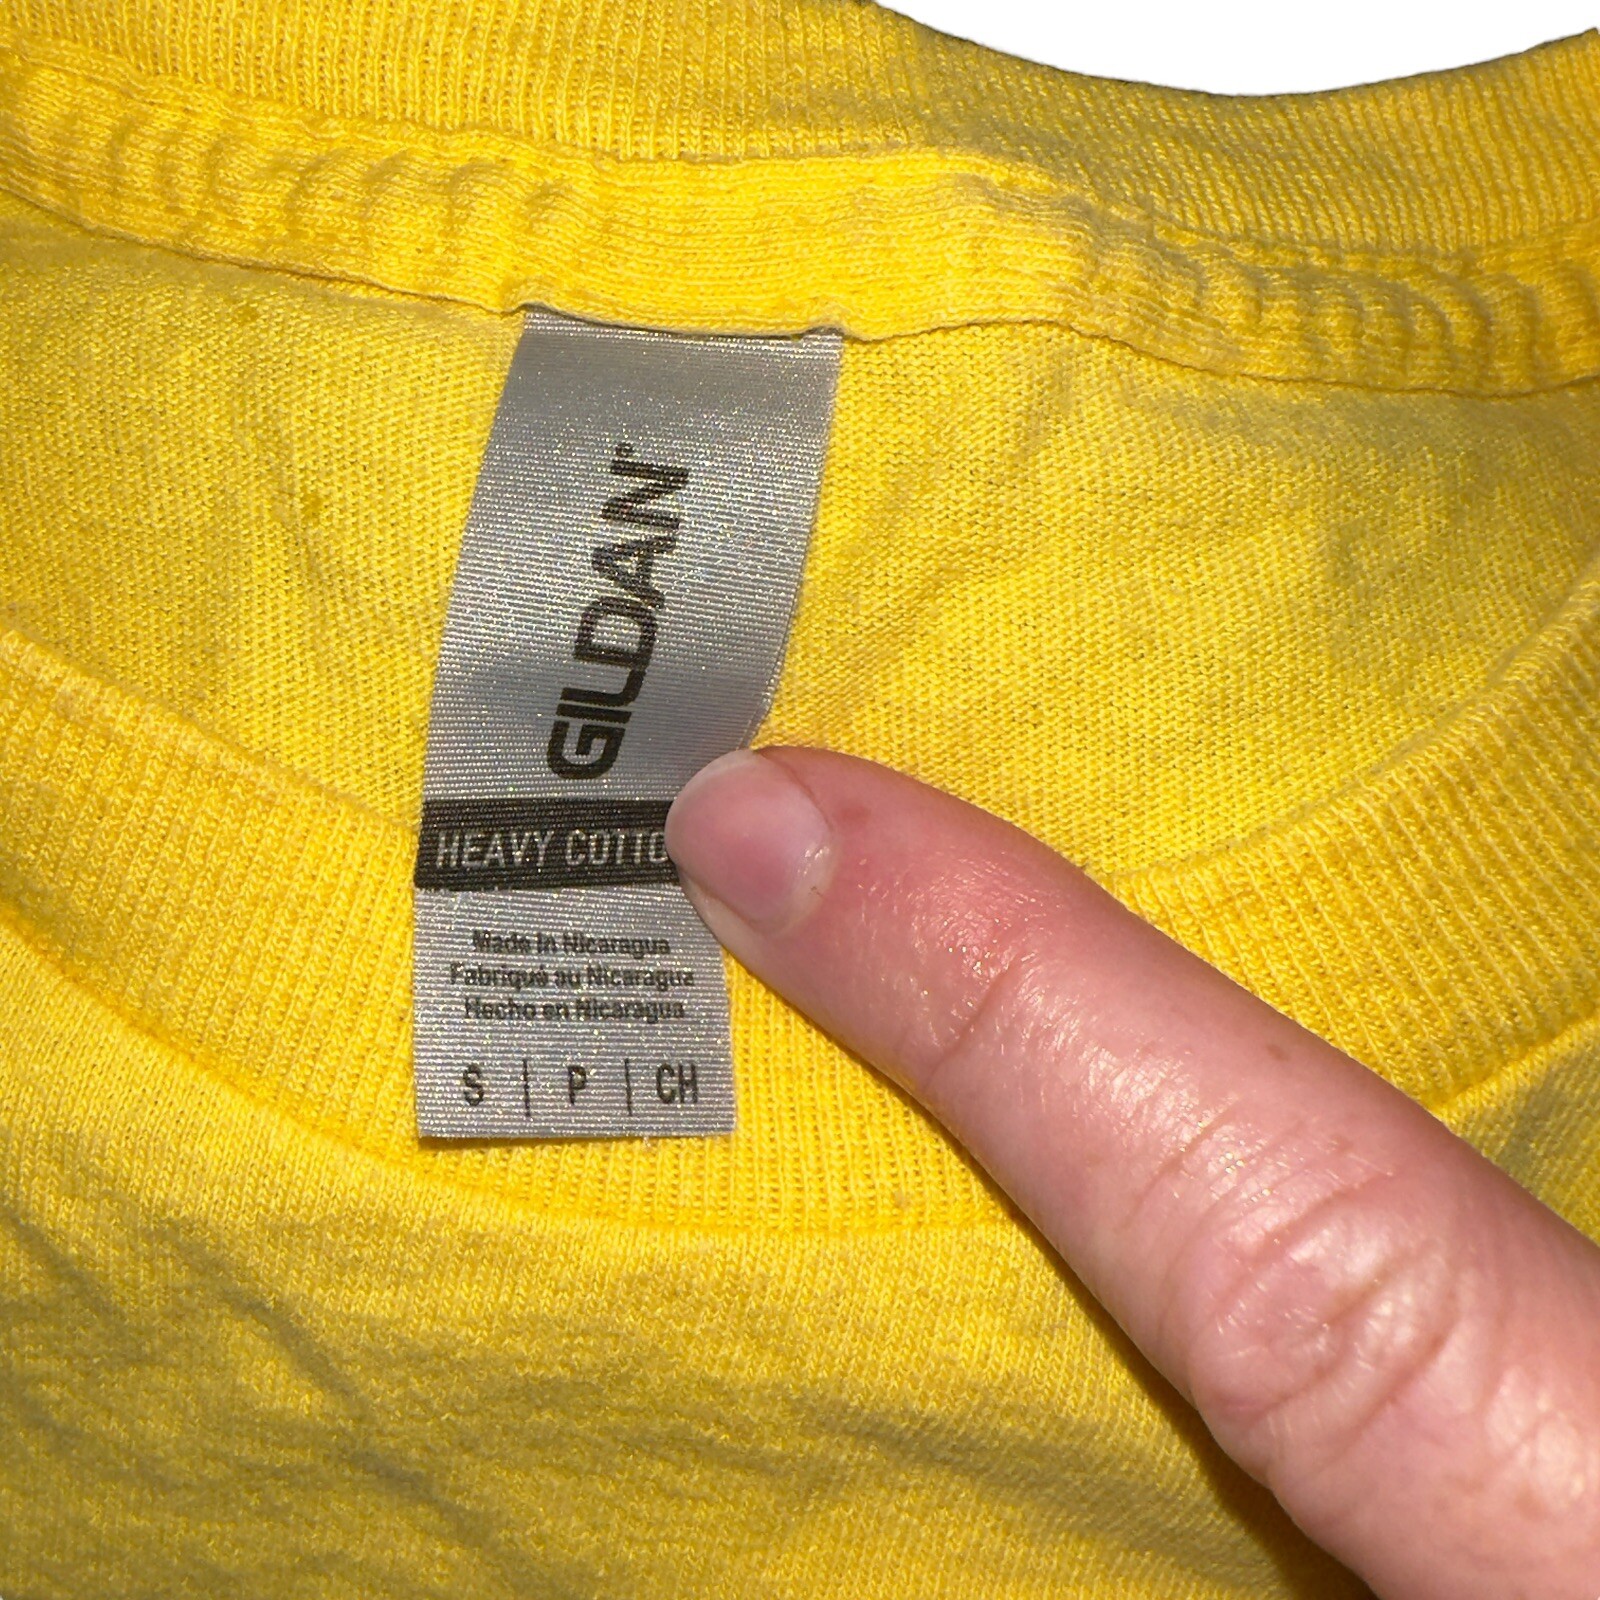 GILDAN
HEAVY COTTO
Made in Nicaragua
Fabriqué au Nicaragua
Hecho en Nicaragua
S | P | CH